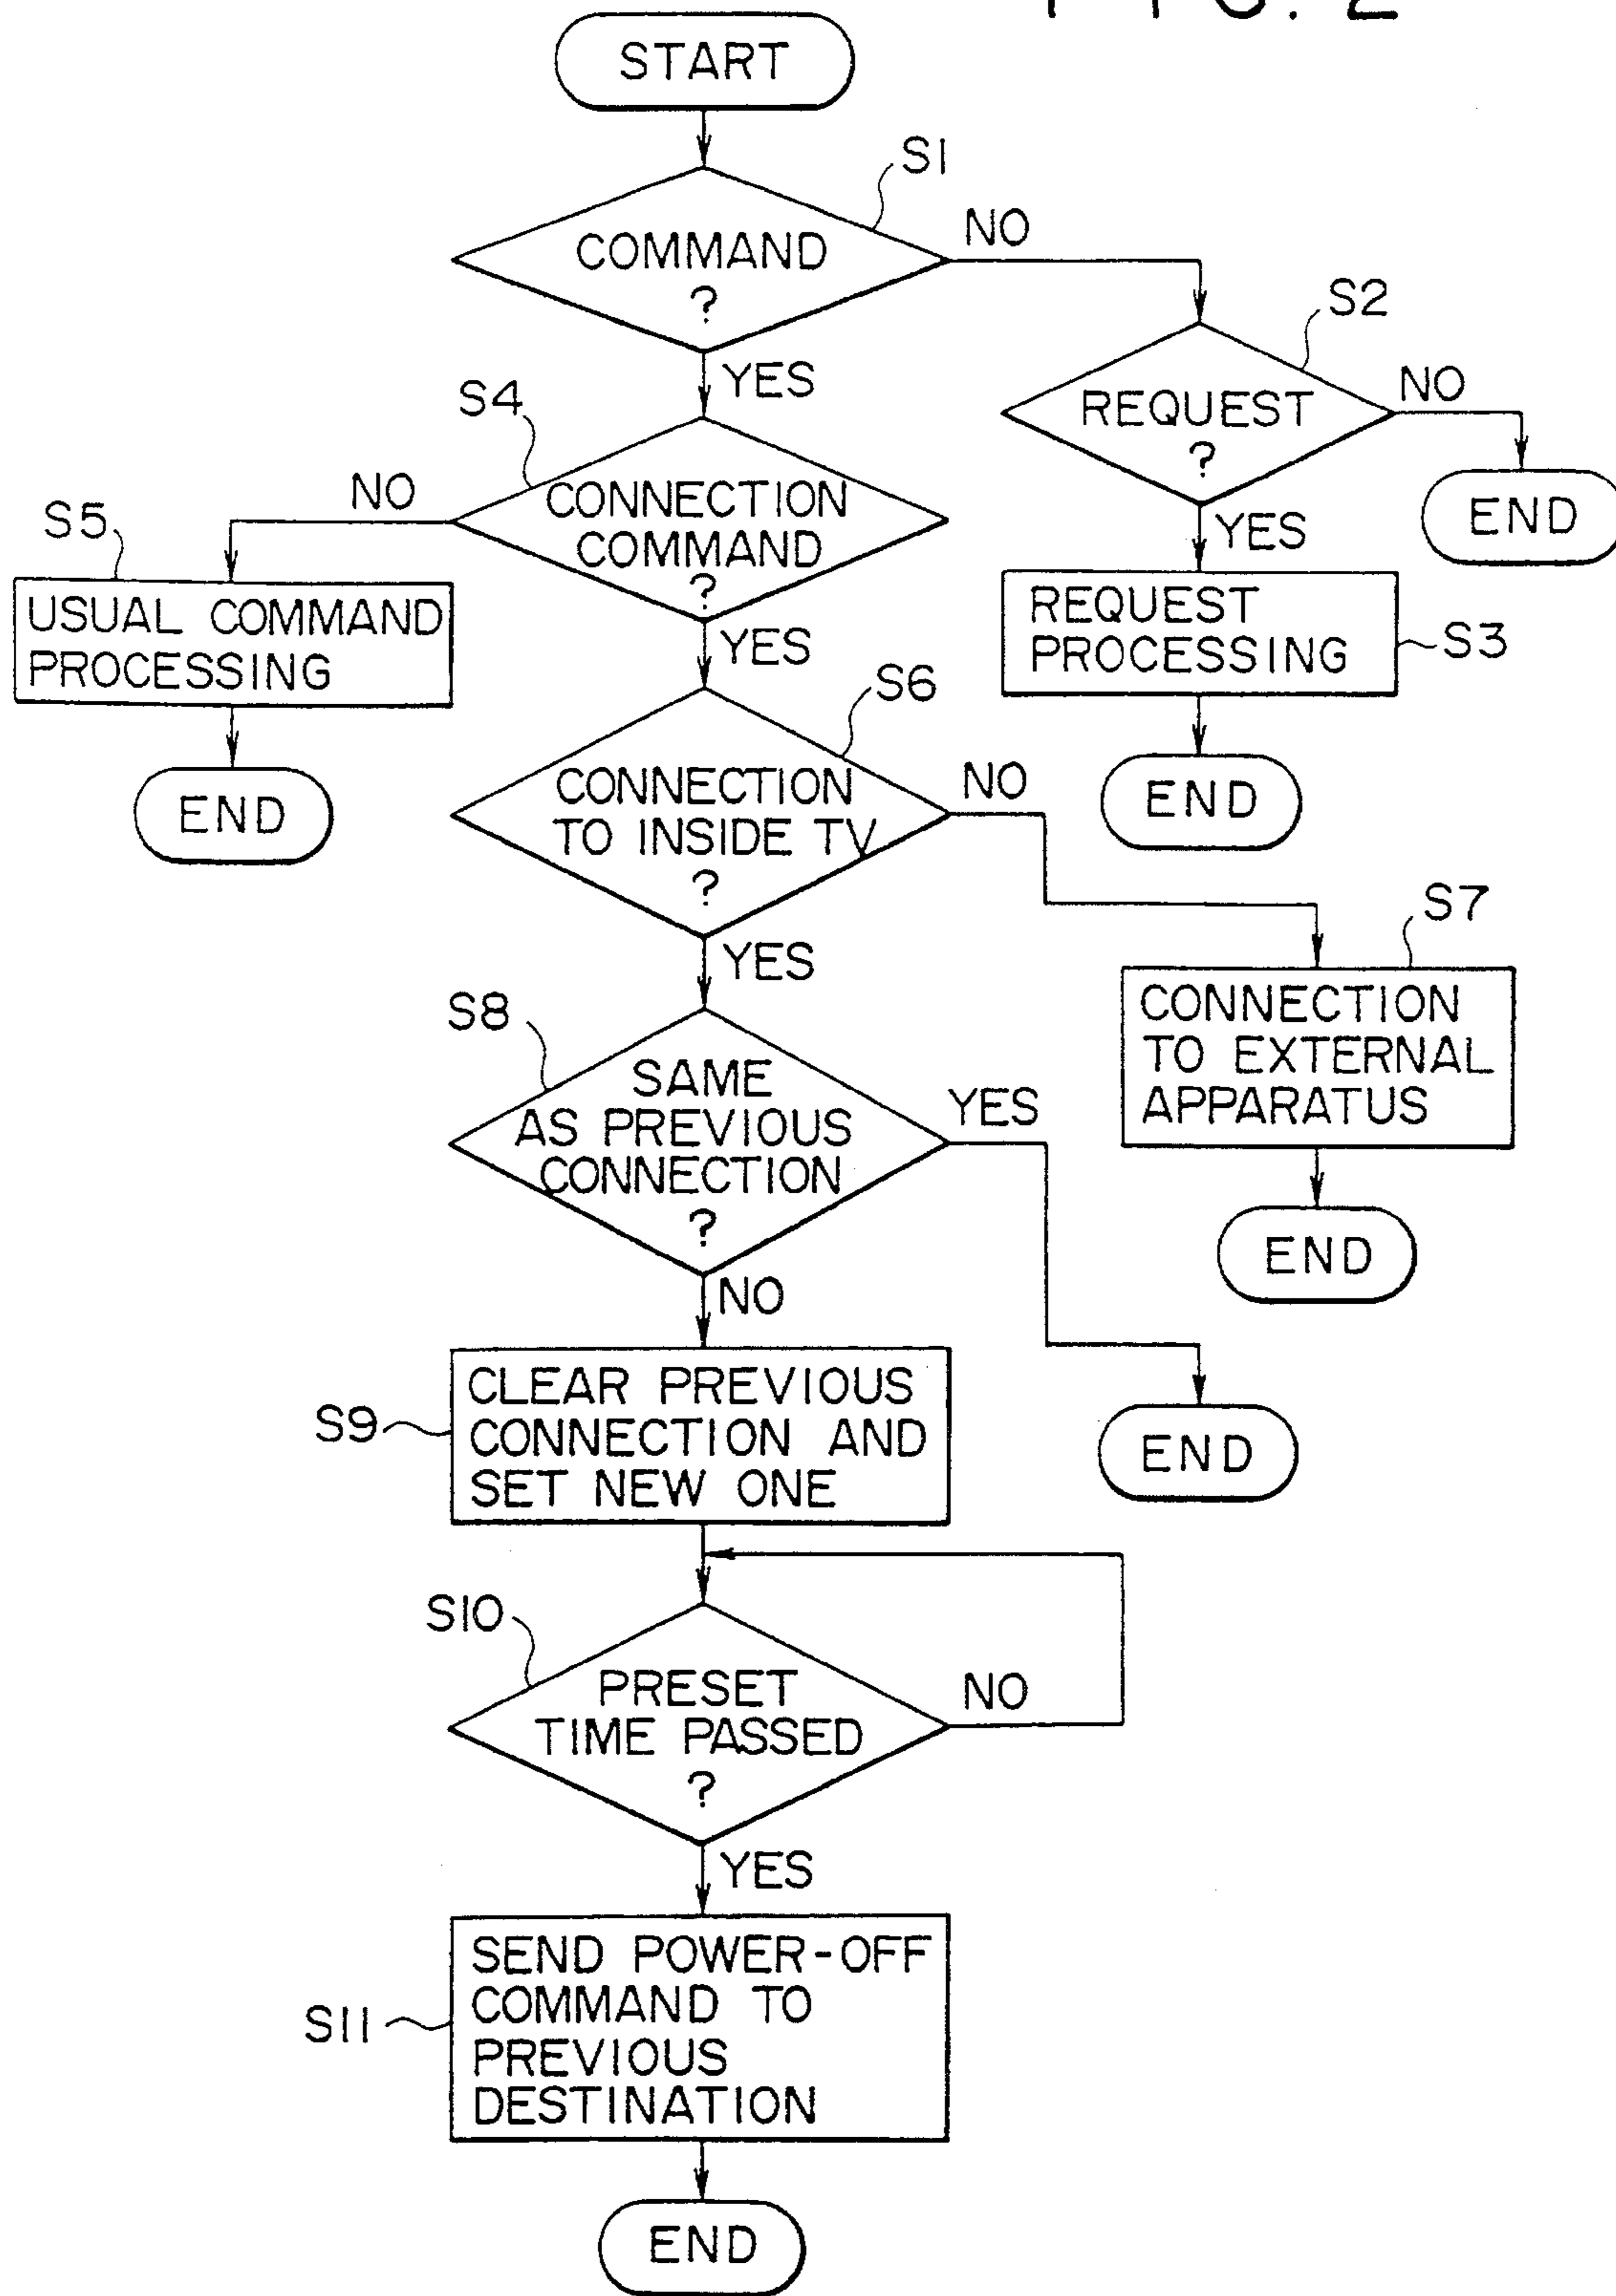 FIG. 2
START
S1
COMMAND
?
NO
YES
S2
REQUEST
?
NO
END
YES
REQUEST
PROCESSING
S3
END
S4
CONNECTION
COMMAND
?
NO
S5
USUAL COMMAND
PROCESSING
END
YES
S6
CONNECTION
TO INSIDE TV
?
NO
S7
CONNECTION
TO EXTERNAL
APPARATUS
END
YES
S8
SAME
AS PREVIOUS
CONNECTION
?
YES
END
NO
S9
CLEAR PREVIOUS
CONNECTION AND
SET NEW ONE
S10
PRESET
TIME PASSED
?
NO
YES
S11
SEND POWER-OFF
COMMAND TO
PREVIOUS
DESTINATION
END